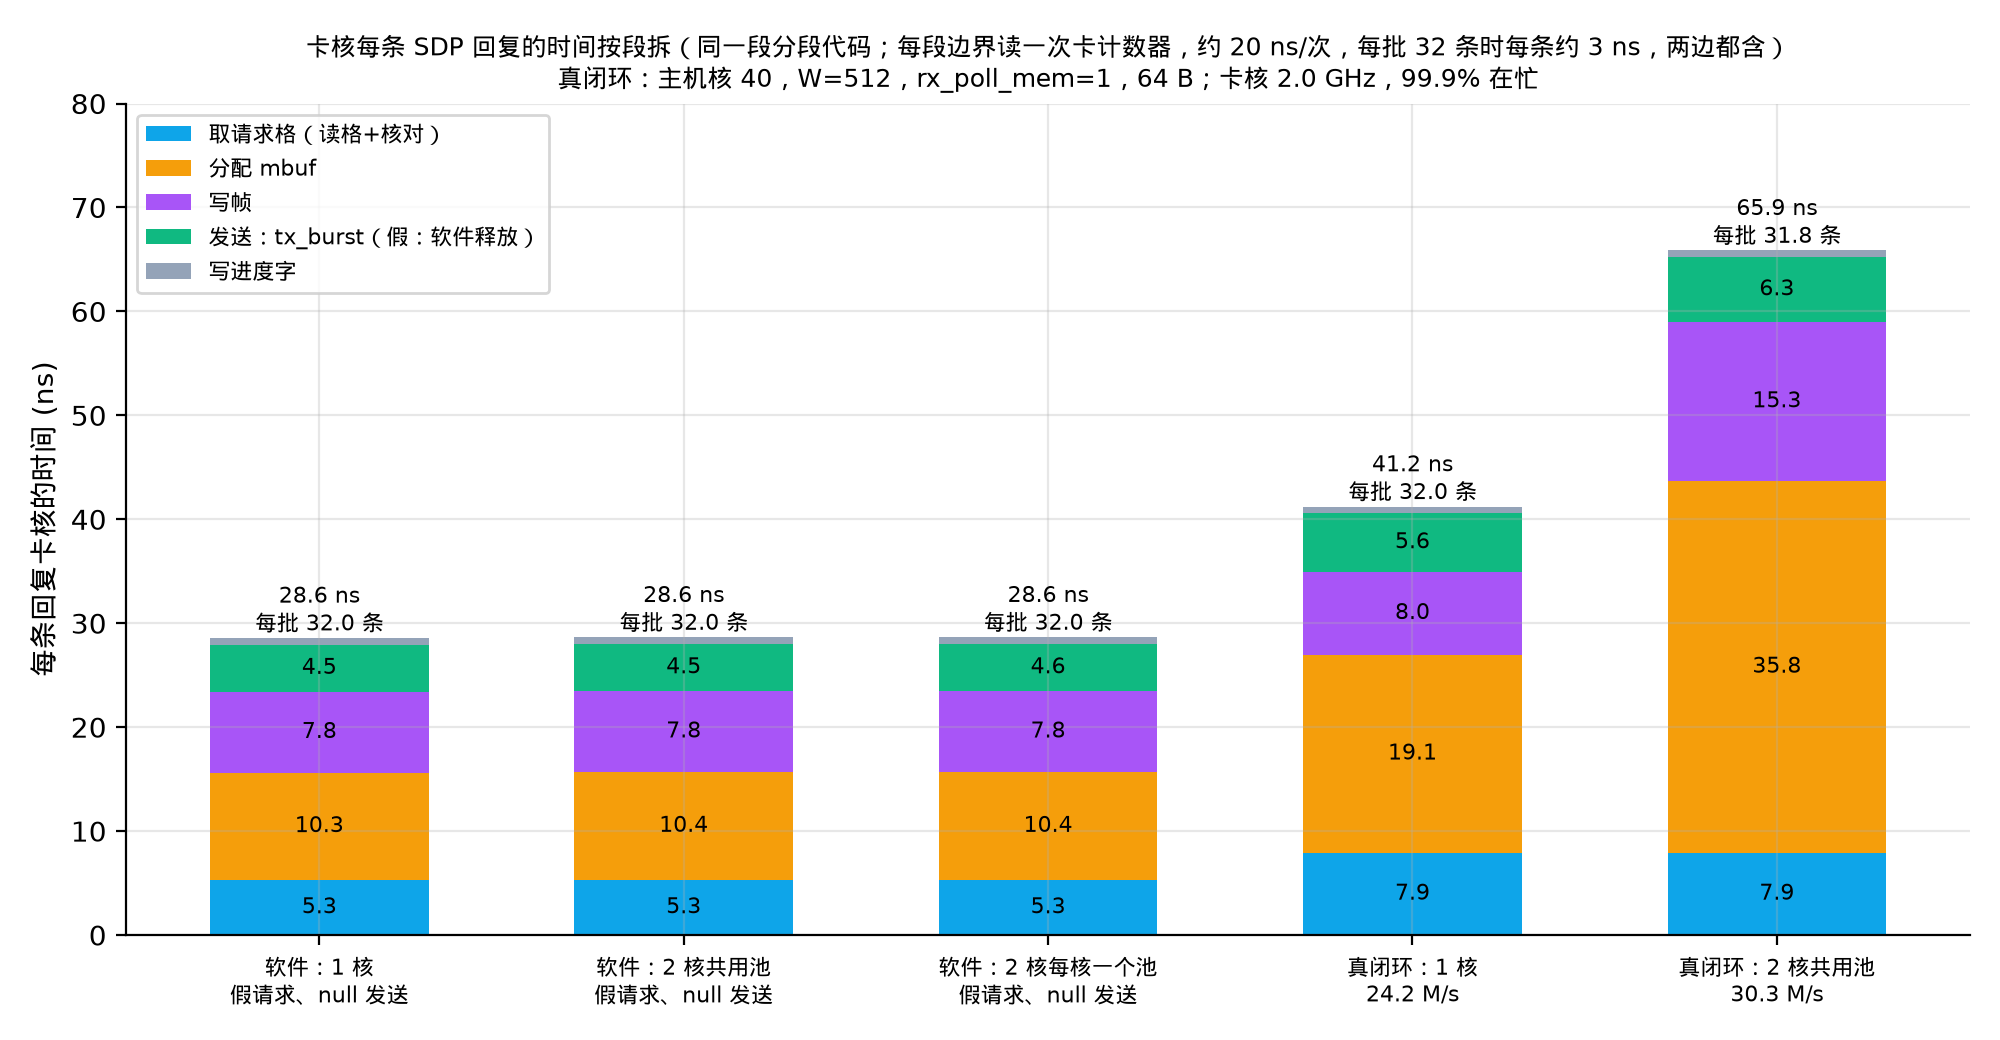 卡核每条 SDP 回复的时间按段拆（同一段分段代码；每段边界读一次卡计数器，约 20 ns/次，每批 32 条时每条约 3 ns，两边都含）
真闭环：主机核 40，W=512，rx_poll_mem=1，64 B；卡核 2.0 GHz，99.9% 在忙
每条回复卡核的时间 (ns)
80
70
60
50
40
30
20
10
0
取请求格（读格+核对）
分配 mbuf
写帧
发送：tx_burst（假：软件释放）
写进度字
28.6 ns
每批 32.0 条
4.5
7.8
10.3
5.3
28.6 ns
每批 32.0 条
4.5
7.8
10.4
5.3
28.6 ns
每批 32.0 条
4.6
7.8
10.4
5.3
41.2 ns
每批 32.0 条
5.6
8.0
19.1
7.9
65.9 ns
每批 31.8 条
6.3
15.3
35.8
7.9
软件：1 核
假请求、null 发送
软件：2 核共用池
假请求、null 发送
软件：2 核每核一个池
假请求、null 发送
真闭环：1 核
24.2 M/s
真闭环：2 核共用池
30.3 M/s